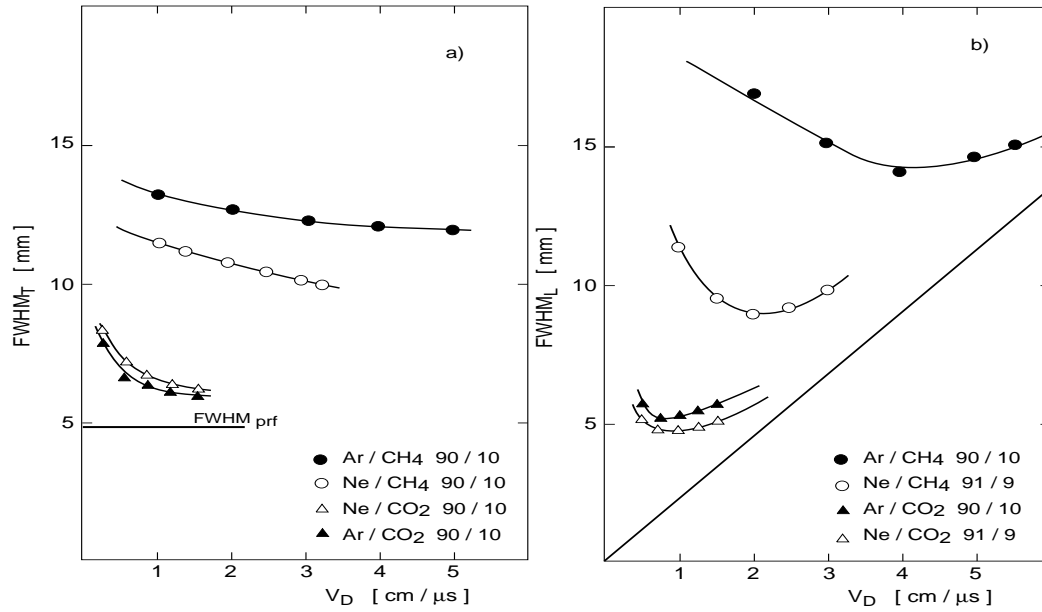 a)
15
10
5
FWHM_T [ mm ]
FWHM prf
Ar / CH4 90 / 10
Ne / CH4 90 / 10
Ne / CO2 90 / 10
Ar / CO2 90 / 10
1 2 3 4 5
V_D [ cm / μs ]
b)
15
10
5
FWHM_L [ mm ]
Ar / CH4 90 / 10
Ne / CH4 91 / 9
Ar / CO2 90 / 10
Ne / CO2 91 / 9
1 2 3 4 5
V_D [ cm / μs ]